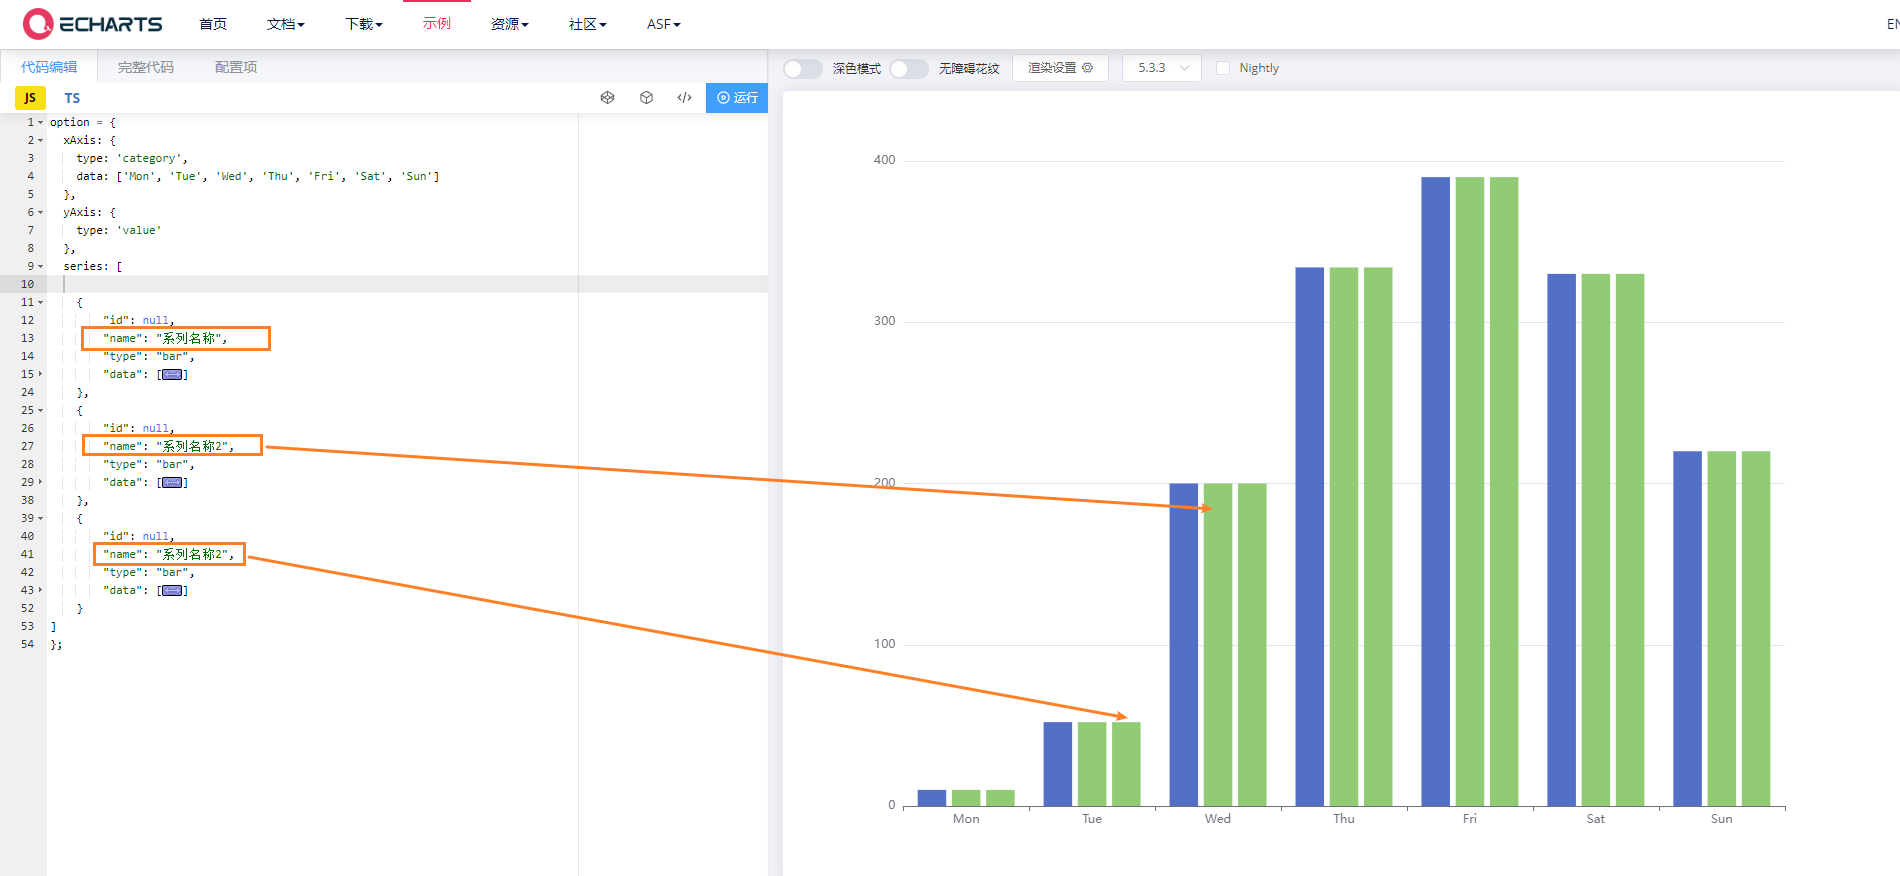 ECHARTS 首页 文档 下载 示例 资源 社区 ASF EN
代码编辑 完整代码 配置项
深色模式 无障碍花纹 渲染设置 5.3.3 Nightly
JS TS </> 运行
1 option = {
2 xAxis: {
3 type: 'category',
4 data: ['Mon', 'Tue', 'Wed', 'Thu', 'Fri', 'Sat', 'Sun']
5 },
6 yAxis: {
7 type: 'value'
8 },
9 series: [
10
11 {
12 "id": null,
13 "name": "系列名称",
14 "type": "bar",
15 "data": []
24 },
25 {
26 "id": null,
27 "name": "系列名称2",
28 "type": "bar",
29 "data": []
38 },
39 {
40 "id": null,
41 "name": "系列名称2",
42 "type": "bar",
43 "data": []
52 }
53 ]
54 };
400
300
200
100
0
Mon Tue Wed Thu Fri Sat Sun